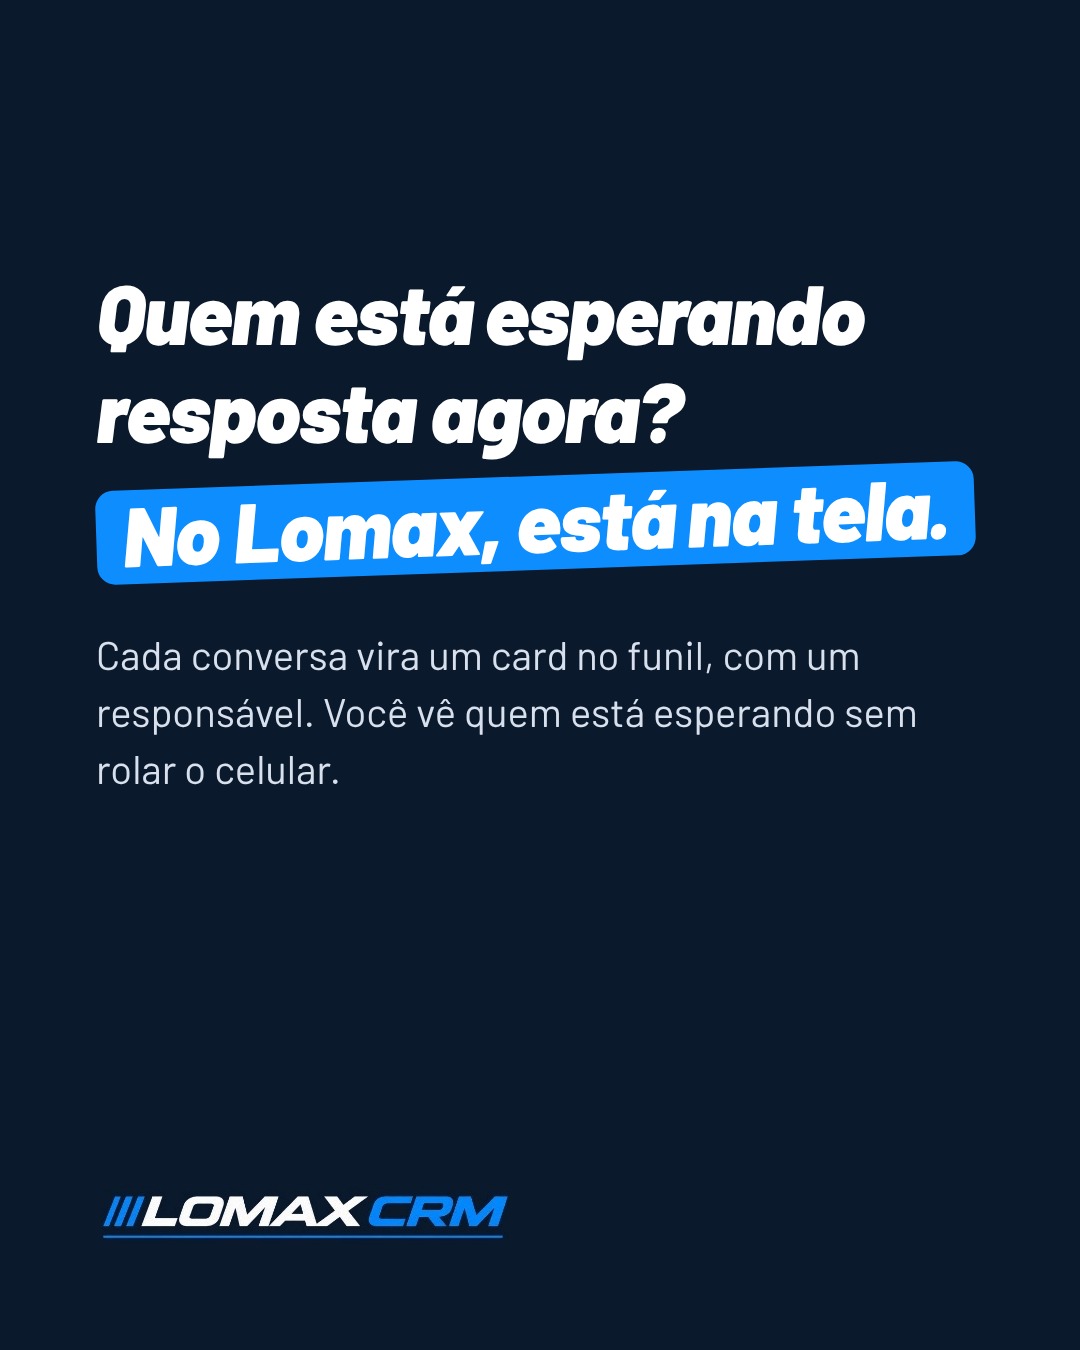 Quem está esperando
resposta agora?
No Lomax, está na tela.
Cada conversa vira um card no funil, com um
responsável. Você vê quem está esperando sem
rolar o celular.
LOMAX CRM